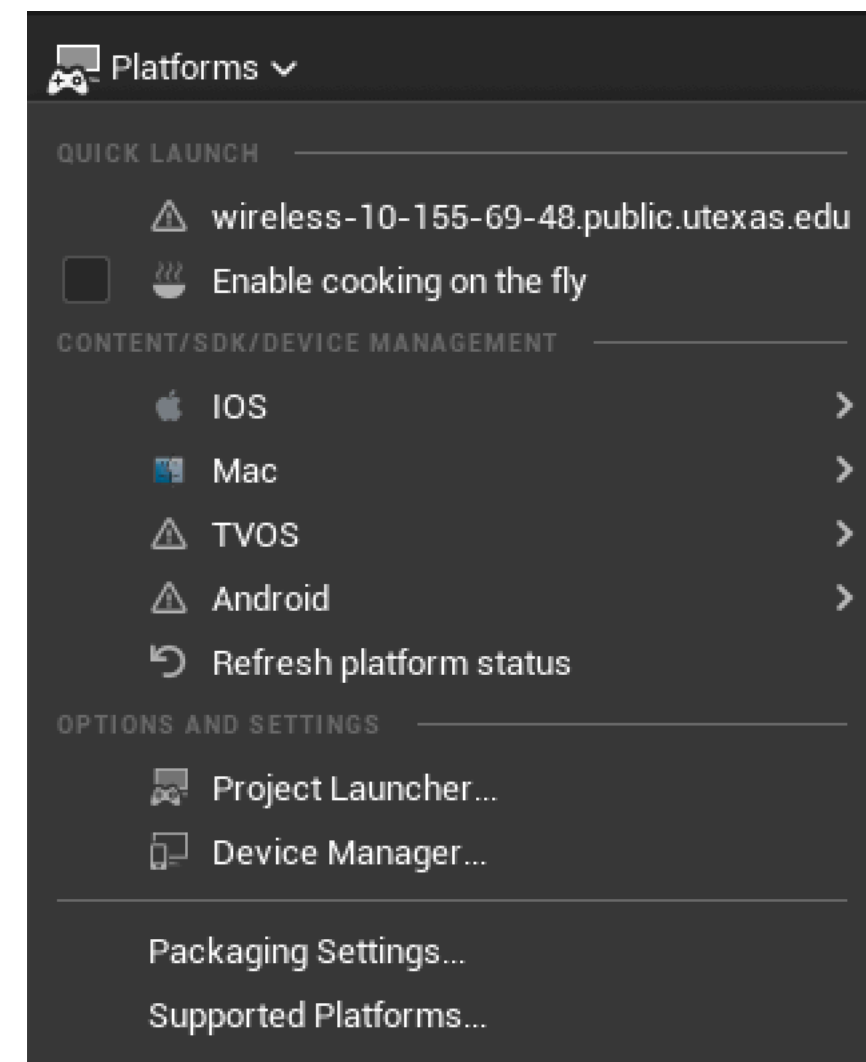 Platforms
QUICK LAUNCH
wireless-10-155-69-48.public.utexas.edu
Enable cooking on the fly
CONTENT/SDK/DEVICE MANAGEMENT
IOS
Mac
TVOS
Android
Refresh platform status
OPTIONS AND SETTINGS
Project Launcher...
Device Manager...
Packaging Settings...
Supported Platforms...